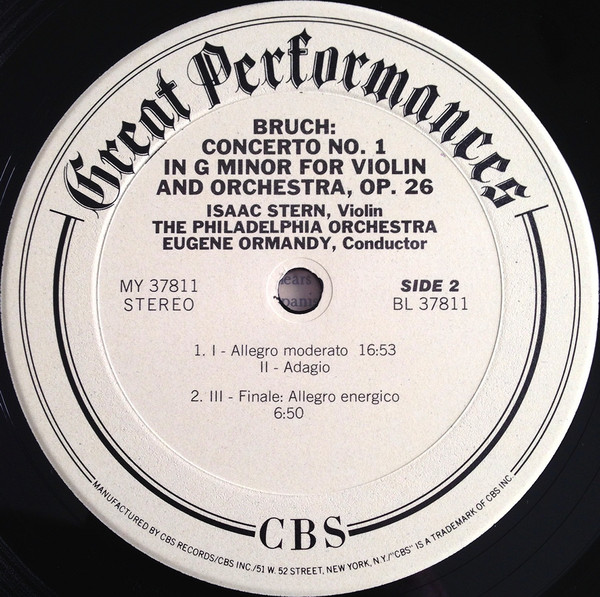 Great Performances
BRUCH:
CONCERTO NO. 1
IN G MINOR FOR VIOLIN
AND ORCHESTRA, OP. 26
ISAAC STERN, Violin
THE PHILADELPHIA ORCHESTRA
EUGENE ORMANDY, Conductor
MY 37811
STEREO
SIDE 2
BL 37811
1. I - Allegro moderato 16:53
II - Adagio
2. III - Finale: Allegro energico
6:50
CBS
MANUFACTURED BY CBS RECORDS/CBS INC./51 W. 52 STREET, NEW YORK, N.Y./"CBS" IS A TRADEMARK OF CBS INC.